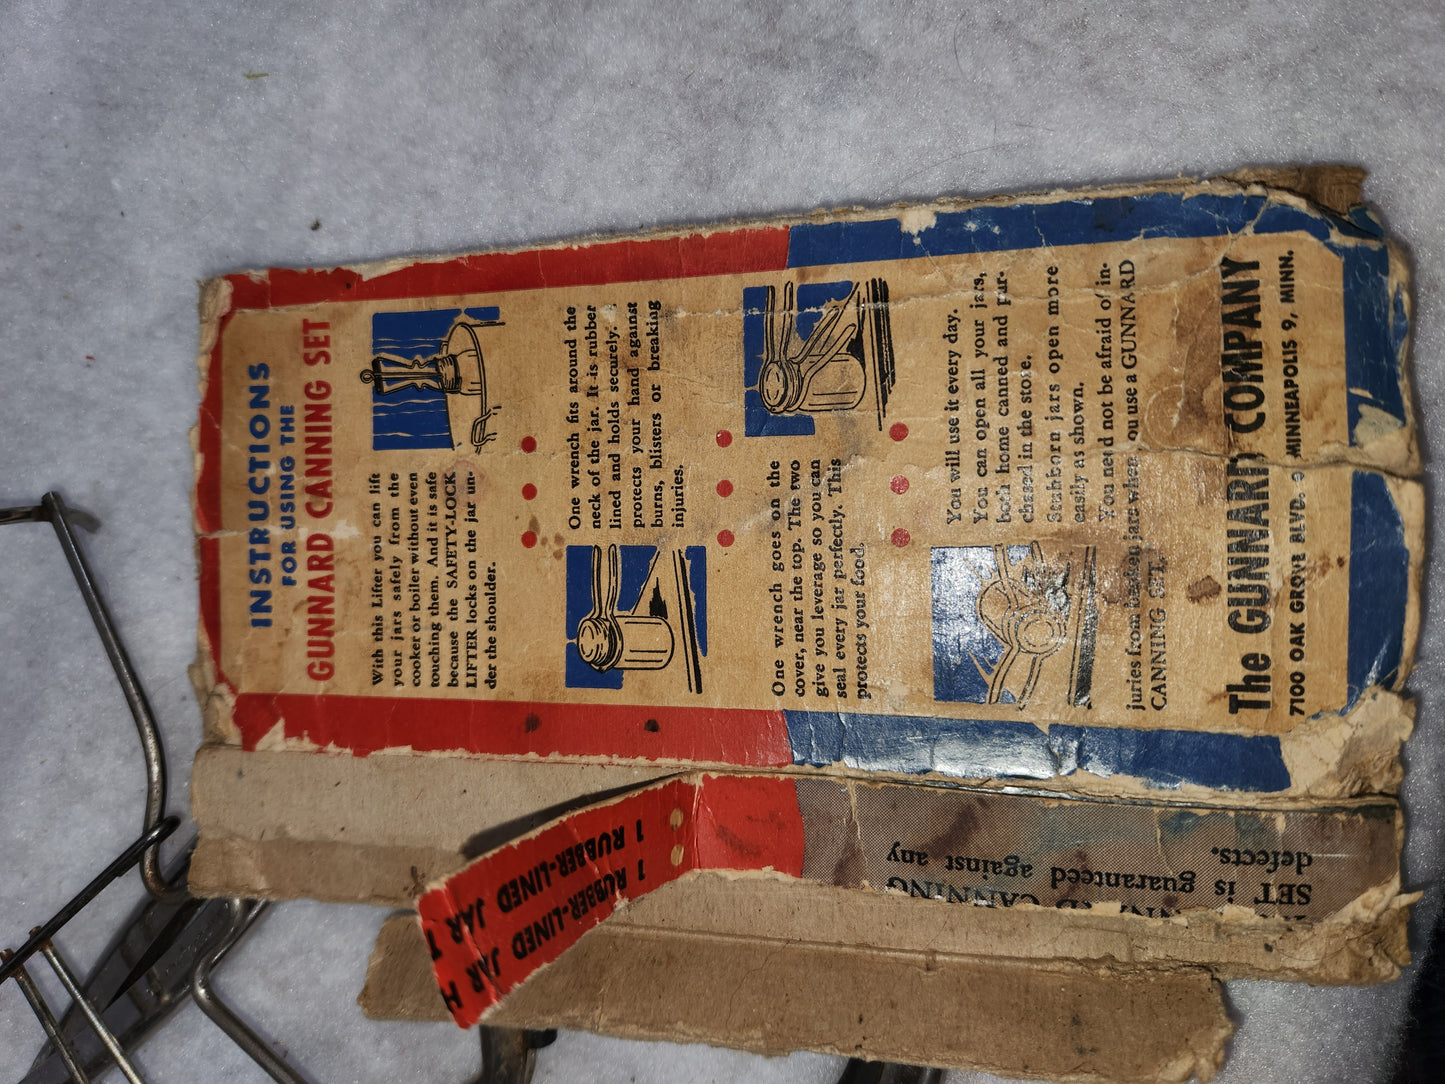 INSTRUCTIONS
FOR USING THE
GUNNARD CANNING SET
With this Lifter you can lift
your jars safely from the
cooker or boiler without even
touching them. And it is safe
because the SAFETY-LOCK
LIFTER locks on the jar un-
der the shoulder.
One wrench fits around the
neck of the jar. It is rubber
lined and holds securely.
protects your hand against
burns, blisters or breaking
injuries.
One wrench goes on the
cover, near the top. The two
give you leverage so you can
seal every jar perfectly. This
protects your food.
You will use it every day.
You can open all your jars,
both home canned and pur-
chased in the store.
Stubborn jars open more
easily as shown.
You need not be afraid of in-
juries from broken jars when you use a GUNNARD
CANNING SET.
The GUNNARD COMPANY
7100 OAK GROVE BLVD. • MINNEAPOLIS 9, MINN.
1 RUBBER-LINED JAR H
1 RUBBER-LINED JAR T
CANNING
SET is guaranteed against any
defects.